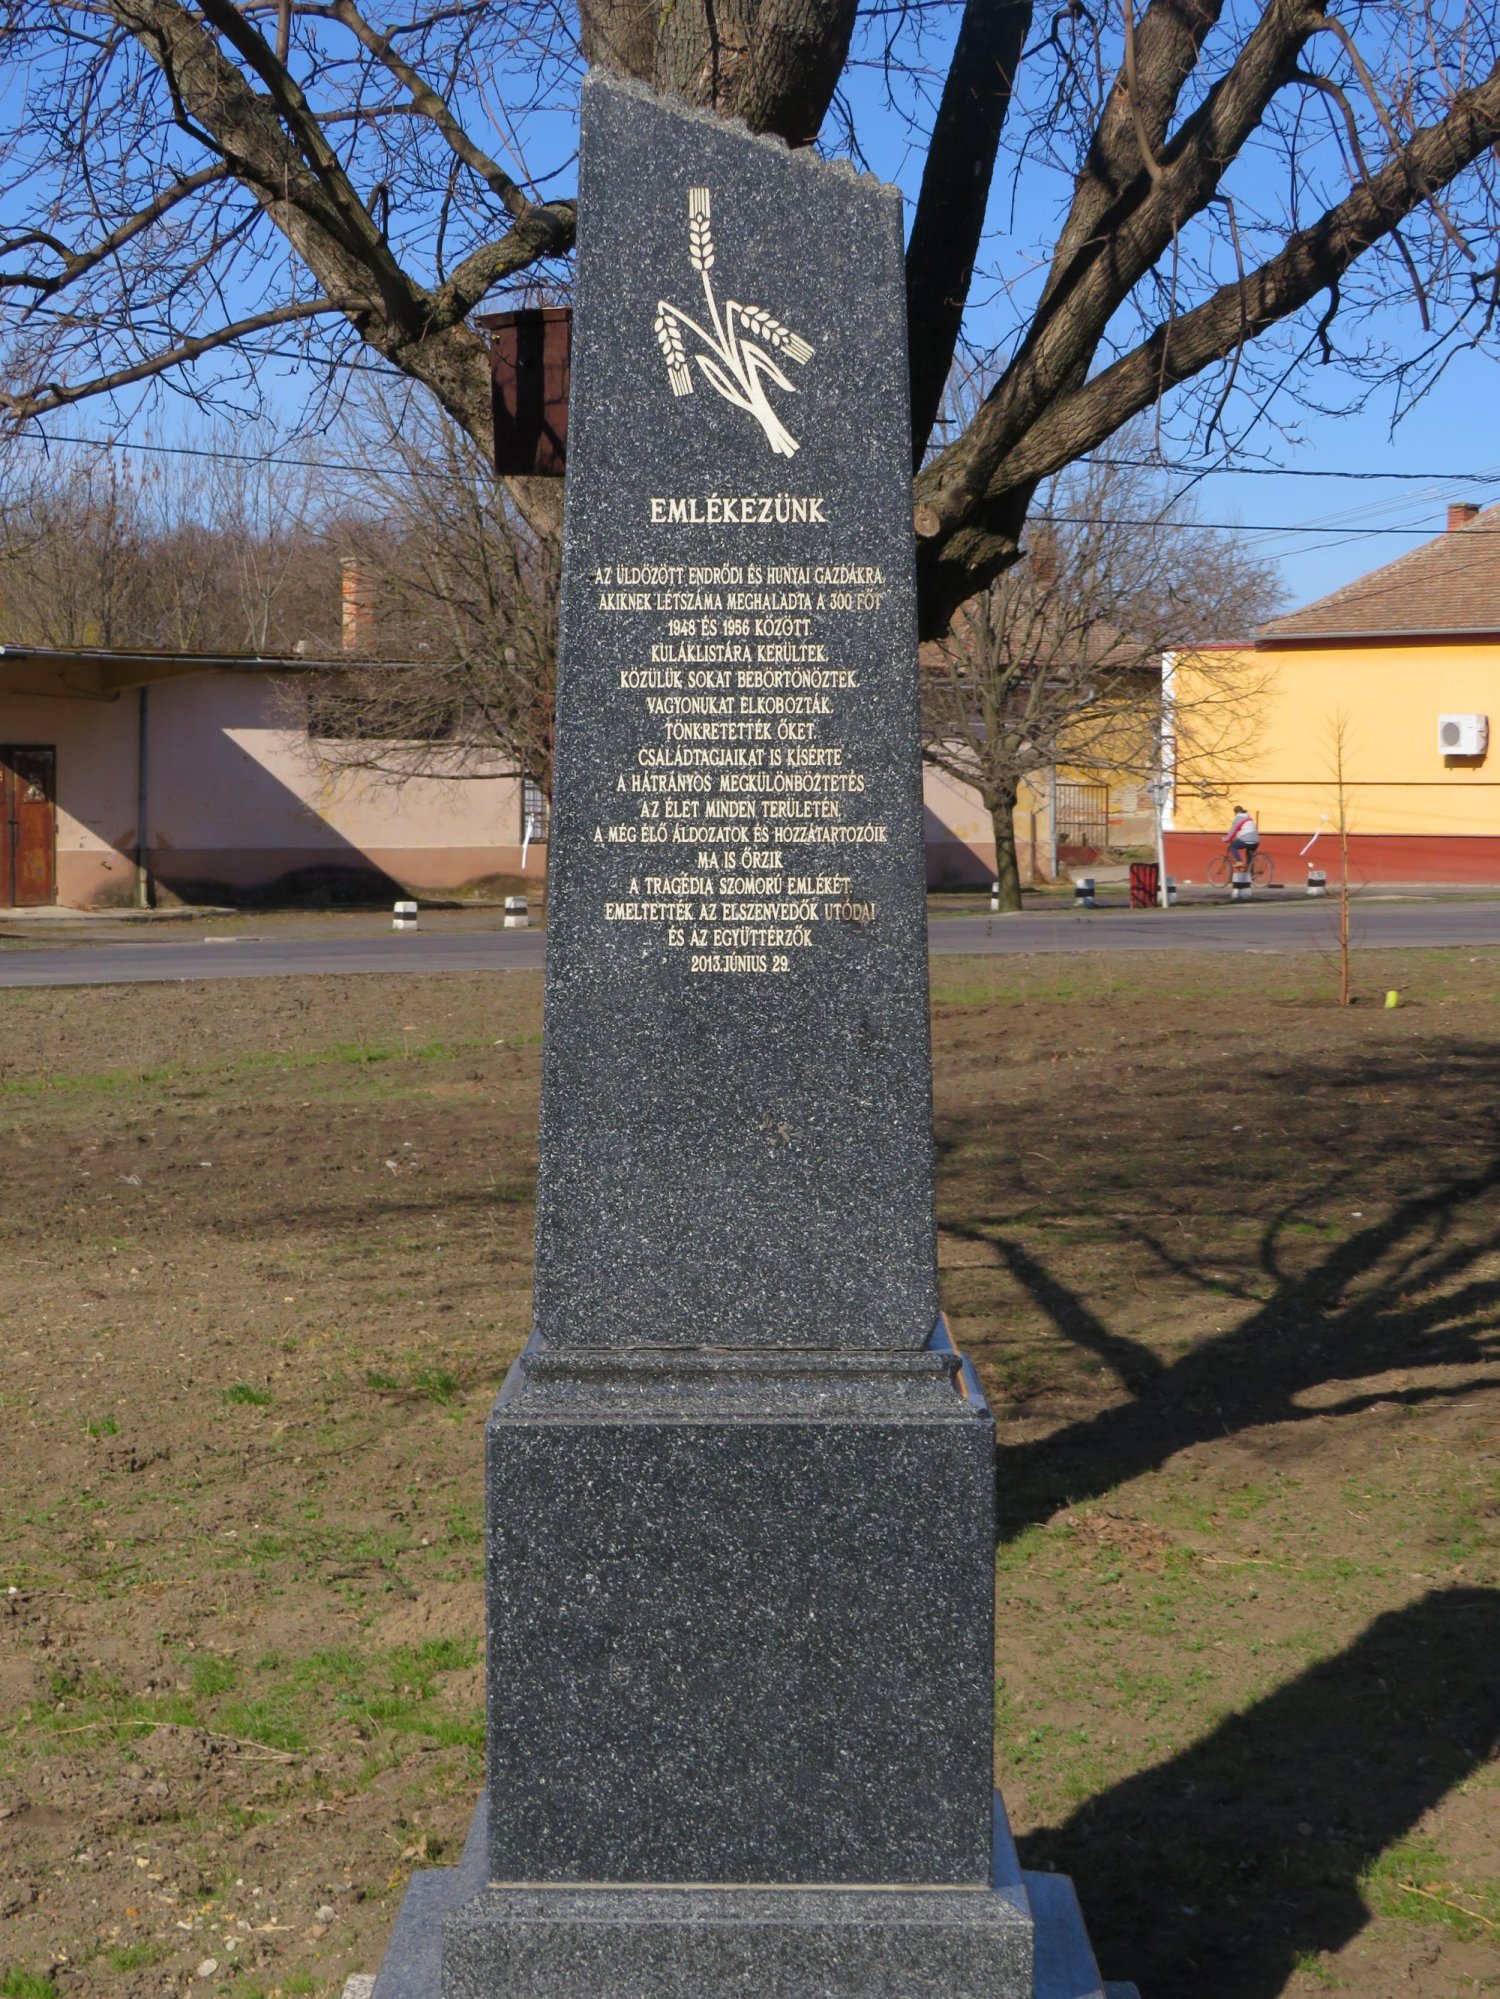 EMLÉKEZÜNK
AZ ÜLDÖZÖTT ENDRŐDI ÉS HUNYAI GAZDÁKRA,
AKIKNEK LÉTSZÁMA MEGHALADTA A 300 FŐT
1948 ÉS 1956 KÖZÖTT.
KULÁKLISTÁRA KERÜLTEK,
KÖZÜLÜK SOKAT BEBÖRTÖNÖZTEK,
VAGYONUKAT ELKOBOZTÁK,
TÖNKRETETTÉK ŐKET.
CSALÁDTAGJAIKAT IS KÍSÉRTE
A HÁTRÁNYOS MEGKÜLÖNBÖZTETÉS
AZ ÉLET MINDEN TERÜLETÉN.
A MÉG ÉLŐ ÁLDOZATOK ÉS HOZZÁTARTOZÓIK
MA IS ŐRZIK
A TRAGÉDIA SZOMORÚ EMLÉKÉT.
EMELTETTÉK AZ ELSZENVEDŐK UTÓDAI
ÉS AZ EGYÜTTÉRZŐK
2013.JÚNIUS 29.